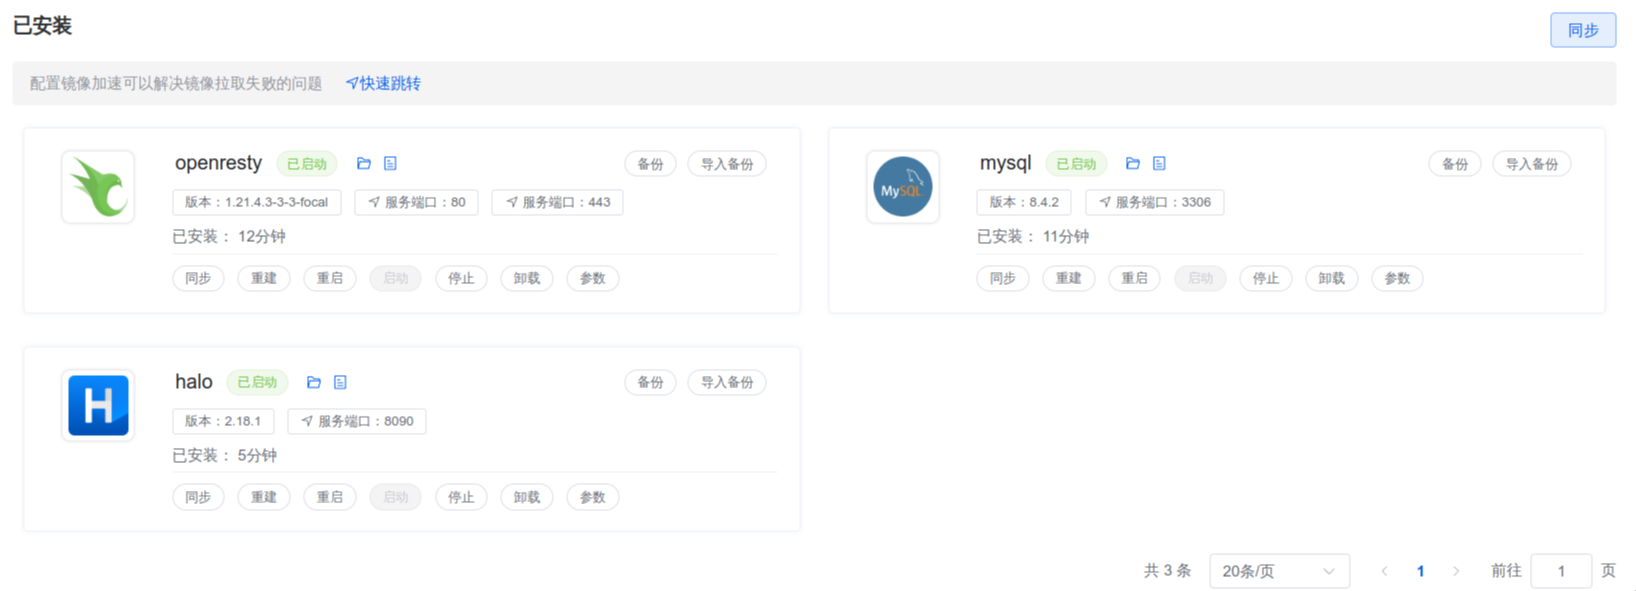 已安装
同步
配置镜像加速可以解决镜像拉取失败的问题 快速跳转
openresty 已启动 备份 导入备份
版本：1.21.4.3-3-3-focal 服务端口：80 服务端口：443
已安装： 12分钟
同步 重建 重启 启动 停止 卸载 参数
MySQL
mysql 已启动 备份 导入备份
版本：8.4.2 服务端口：3306
已安装： 11分钟
同步 重建 重启 启动 停止 卸载 参数
H
halo 已启动 备份 导入备份
版本：2.18.1 服务端口：8090
已安装： 5分钟
同步 重建 重启 启动 停止 卸载 参数
共 3 条 20条/页 1 前往 1 页